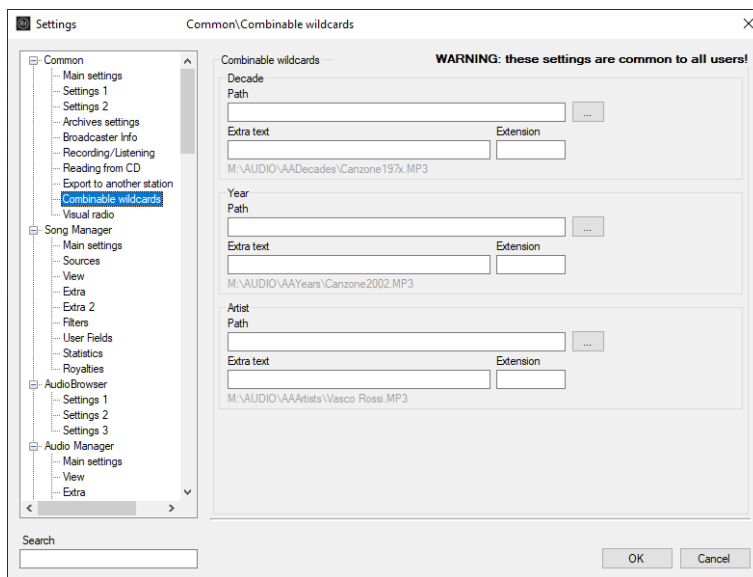 Settings
Common\Combinable wildcards
Common
Main settings
Settings 1
Settings 2
Archives settings
Broadcaster Info
Recording/Listening
Reading from CD
Export to another station
Combinable wildcards
Visual radio
Song Manager
Main settings
Sources
View
Extra
Extra 2
Filters
User Fields
Statistics
Royalties
AudioBrowser
Settings 1
Settings 2
Settings 3
Audio Manager
Main settings
View
Extra
Search
Combinable wildcards
WARNING: these settings are common to all users!
Decade
Path
...
Extra text
Extension
M:\AUDIO\AADecades\Canzone197x.MP3
Year
Path
...
Extra text
Extension
M:\AUDIO\AAYears\Canzone2002.MP3
Artist
Path
...
Extra text
Extension
M:\AUDIO\AAArtists\Vasco Rossi.MP3
OK
Cancel